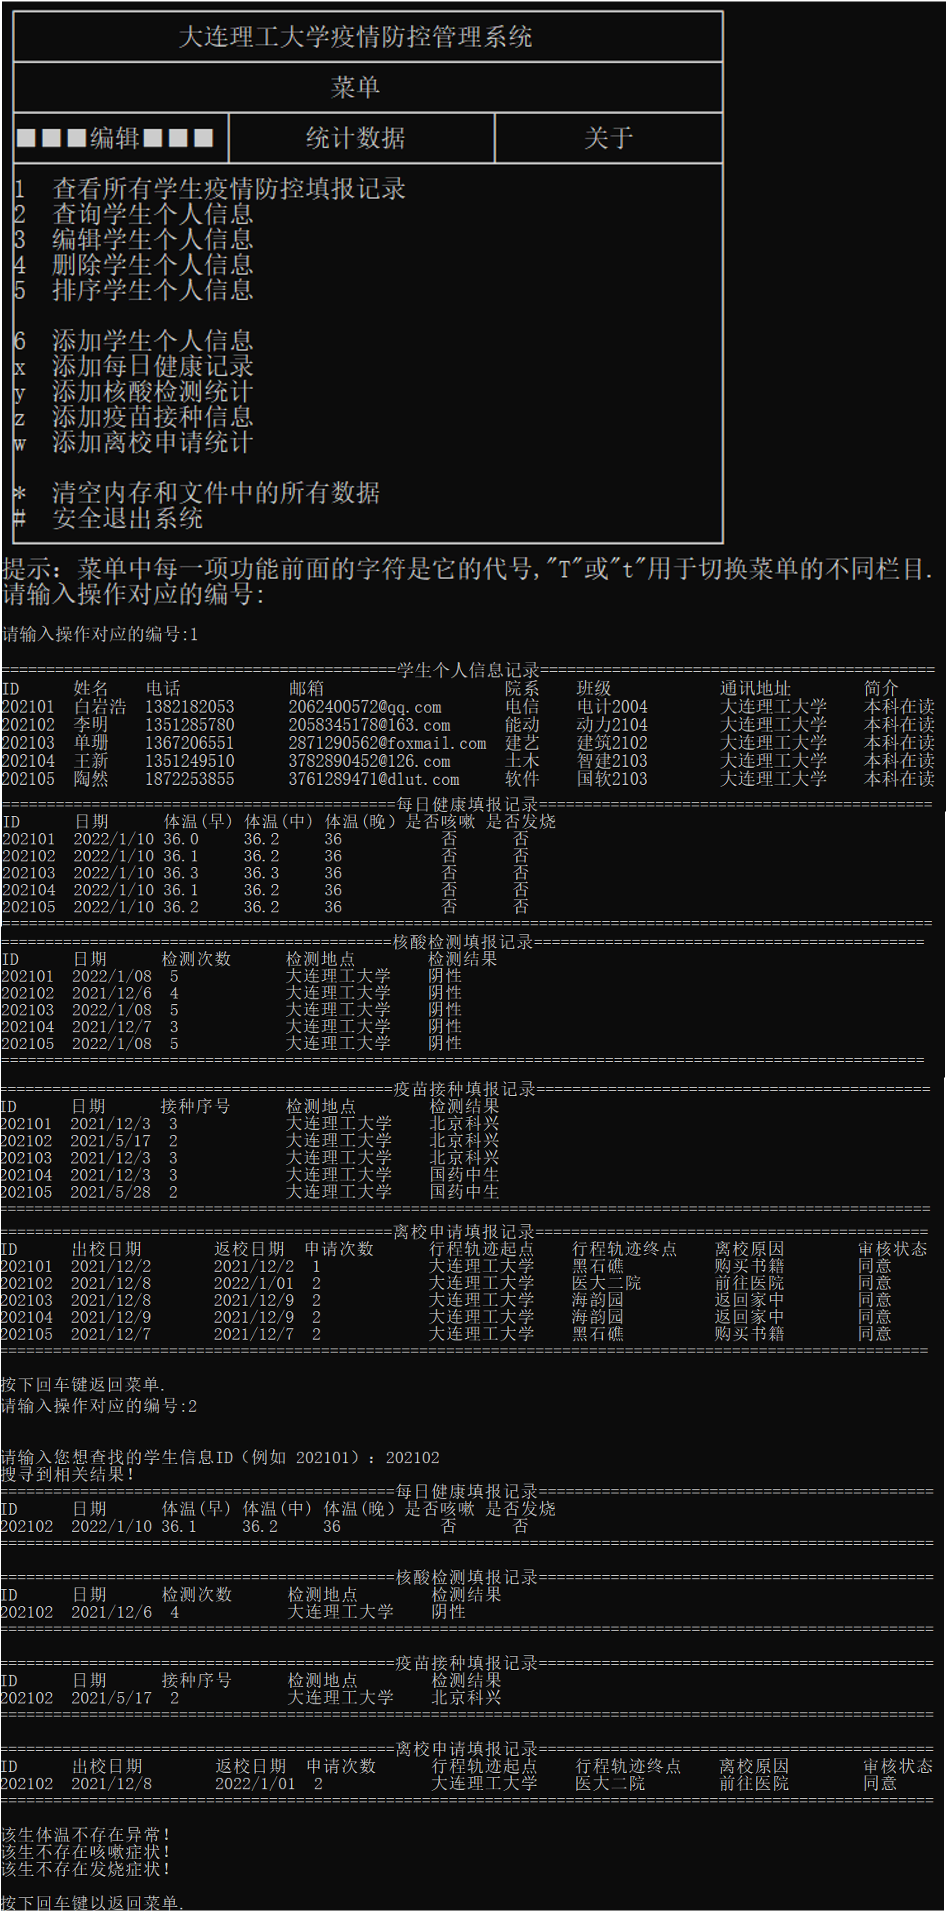 大连理工大学疫情防控管理系统
菜单
■■■编辑■■■ 统计数据 关于
1 查看所有学生疫情防控填报记录
2 查询学生个人信息
3 编辑学生个人信息
4 删除学生个人信息
5 排序学生个人信息
6 添加学生个人信息
x 添加每日健康记录
y 添加核酸检测统计
z 添加疫苗接种信息
w 添加离校申请统计
* 清空内存和文件中的所有数据
# 安全退出系统
提示：菜单中每一项功能前面的字符是它的代号,"T"或"t"用于切换菜单的不同栏目.
请输入操作对应的编号:
请输入操作对应的编号:1
============================================学生个人信息记录============================================
ID 姓名 电话 邮箱 院系 班级 通讯地址 简介
202101 白岩浩 1382182053 2062400572@qq.com 电信 电计2004 大连理工大学 本科在读
202102 李明 1351285780 2058345178@163.com 能动 动力2104 大连理工大学 本科在读
202103 单珊 1367206551 2871290562@foxmail.com 建艺 建筑2102 大连理工大学 本科在读
202104 王新 1351249510 3782890452@126.com 土木 智建2103 大连理工大学 本科在读
202105 陶然 1872253855 3761289471@dlut.com 软件 国软2103 大连理工大学 本科在读
============================================每日健康填报记录============================================
ID 日期 体温(早) 体温(中) 体温(晚) 是否咳嗽 是否发烧
202101 2022/1/10 36.0 36.2 36 否 否
202102 2022/1/10 36.1 36.2 36 否 否
202103 2022/1/10 36.3 36.3 36 否 否
202104 2022/1/10 36.1 36.2 36 否 否
202105 2022/1/10 36.2 36.2 36 否 否
========================================================================================================
============================================核酸检测填报记录============================================
ID 日期 检测次数 检测地点 检测结果
202101 2022/1/08 5 大连理工大学 阴性
202102 2021/12/6 4 大连理工大学 阴性
202103 2022/1/08 5 大连理工大学 阴性
202104 2021/12/7 3 大连理工大学 阴性
202105 2022/1/08 5 大连理工大学 阴性
========================================================================================================
============================================疫苗接种填报记录============================================
ID 日期 接种序号 检测地点 检测结果
202101 2021/12/3 3 大连理工大学 北京科兴
202102 2021/5/17 2 大连理工大学 北京科兴
202103 2021/12/3 3 大连理工大学 北京科兴
202104 2021/12/3 3 大连理工大学 国药中生
202105 2021/5/28 2 大连理工大学 国药中生
========================================================================================================
============================================离校申请填报记录============================================
ID 出校日期 返校日期 申请次数 行程轨迹起点 行程轨迹终点 离校原因 审核状态
202101 2021/12/2 2021/12/2 1 大连理工大学 黑石礁 购买书籍 同意
202102 2021/12/8 2022/1/01 2 大连理工大学 医大二院 前往医院 同意
202103 2021/12/8 2021/12/9 2 大连理工大学 海韵园 返回家中 同意
202104 2021/12/9 2021/12/9 2 大连理工大学 海韵园 返回家中 同意
202105 2021/12/7 2021/12/7 2 大连理工大学 黑石礁 购买书籍 同意
========================================================================================================
按下回车键返回菜单.
请输入操作对应的编号:2
请输入您想查找的学生信息ID（例如 202101）：202102
搜寻到相关结果!
============================================每日健康填报记录============================================
ID 日期 体温(早) 体温(中) 体温(晚) 是否咳嗽 是否发烧
202102 2022/1/10 36.1 36.2 36 否 否
========================================================================================================
============================================核酸检测填报记录============================================
ID 日期 检测次数 检测地点 检测结果
202102 2021/12/6 4 大连理工大学 阴性
========================================================================================================
============================================疫苗接种填报记录============================================
ID 日期 接种序号 检测地点 检测结果
202102 2021/5/17 2 大连理工大学 北京科兴
========================================================================================================
============================================离校申请填报记录============================================
ID 出校日期 返校日期 申请次数 行程轨迹起点 行程轨迹终点 离校原因 审核状态
202102 2021/12/8 2022/1/01 2 大连理工大学 医大二院 前往医院 同意
========================================================================================================
该生体温不存在异常!
该生不存在咳嗽症状!
该生不存在发烧症状!
按下回车键以返回菜单.